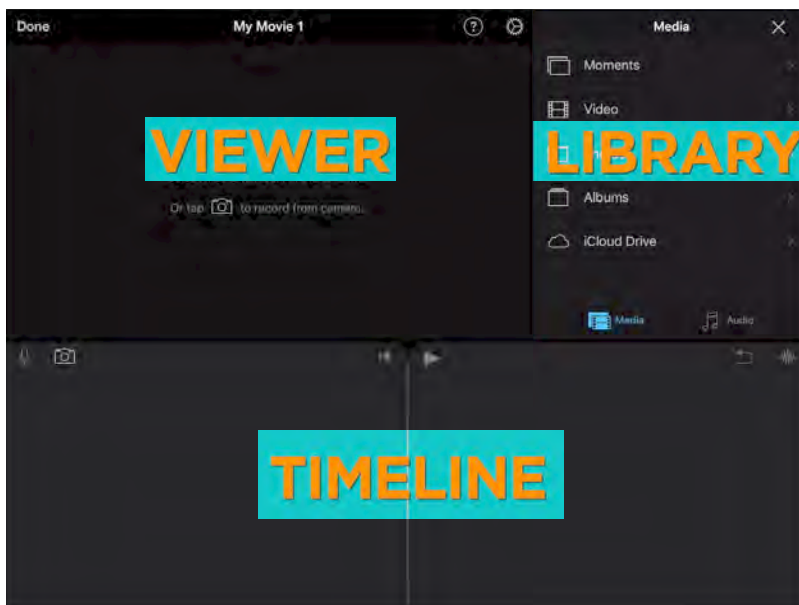 Done
My Movie 1
?
Media
Moments
Video
VIEWER
LIBRARY
Or tap to record from camera.
Albums
iCloud Drive
Media
Audio
TIMELINE